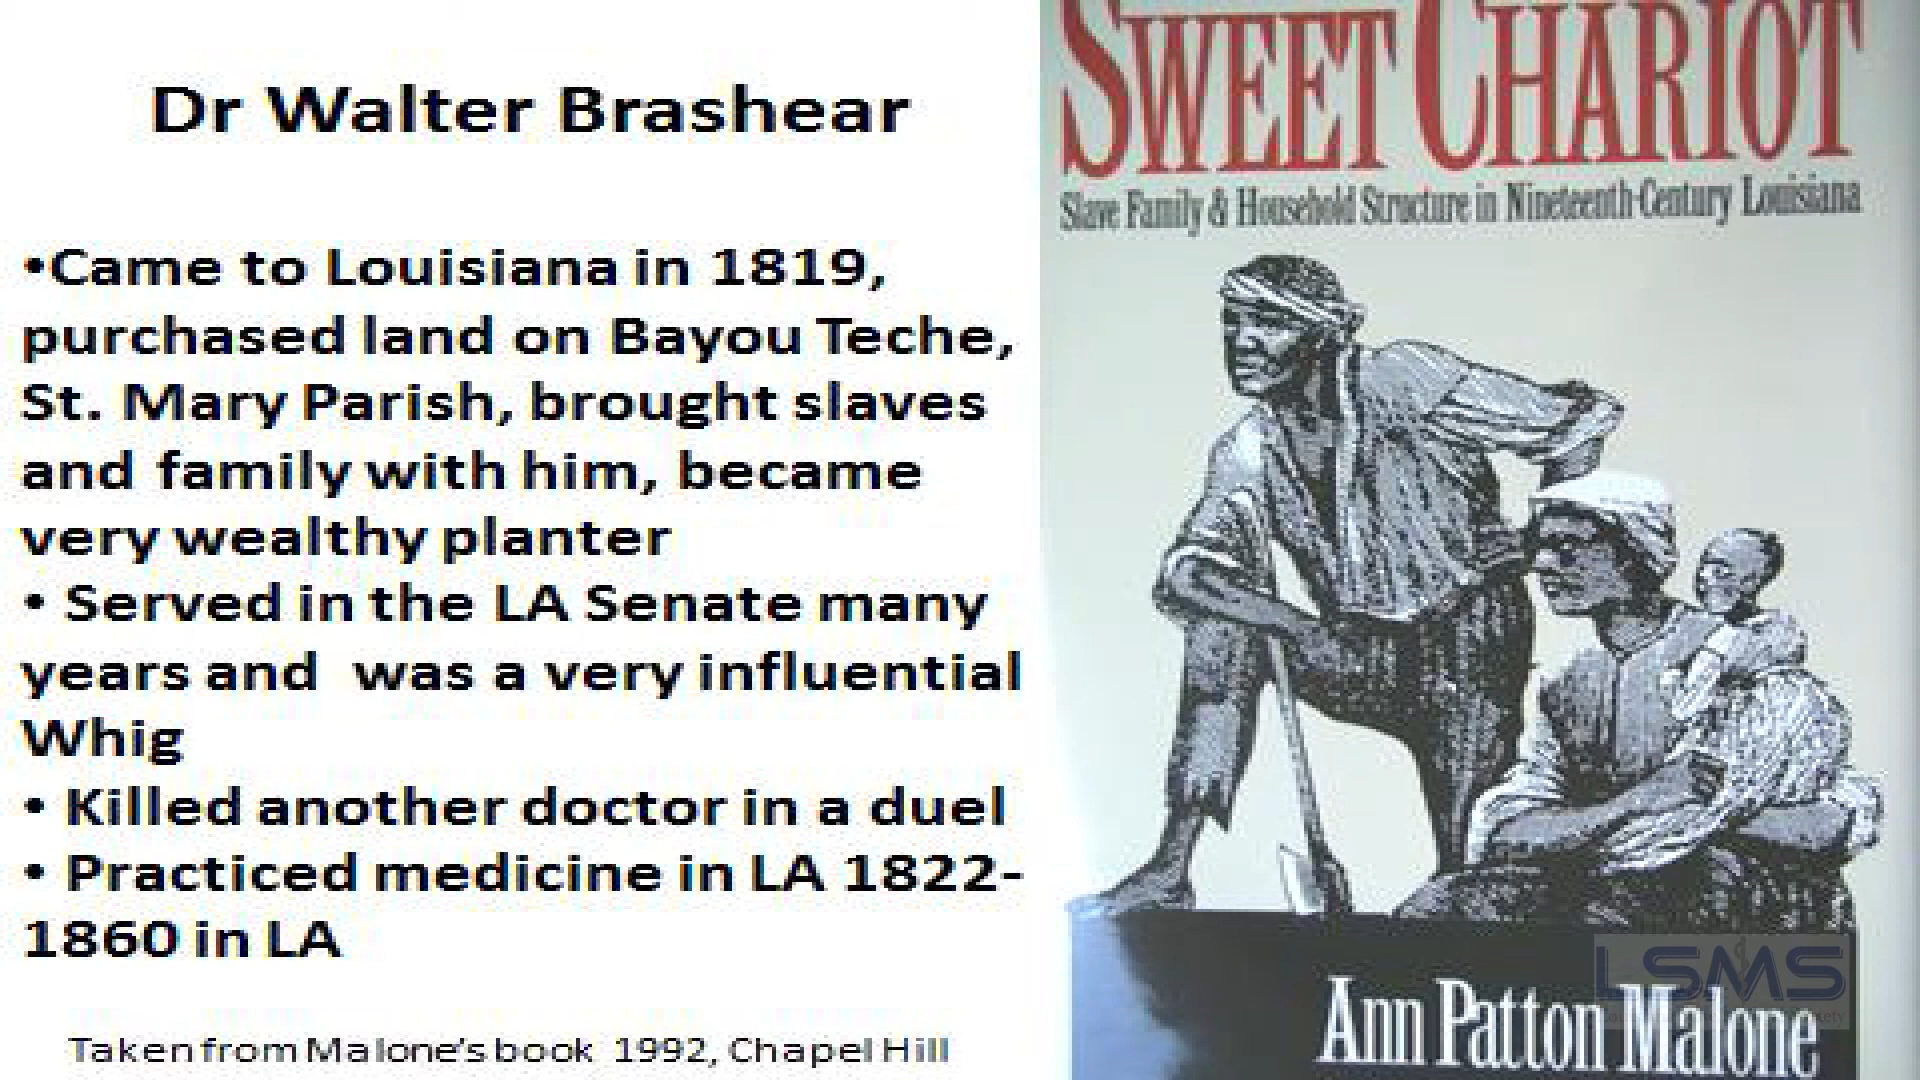 Dr Walter Brashear
•Came to Louisiana in 1819,
purchased land on Bayou Teche,
St. Mary Parish, brought slaves
and family with him, became
very wealthy planter
• Served in the LA Senate many
years and was a very influential
Whig
• Killed another doctor in a duel
• Practiced medicine in LA 1822-
1860 in LA
Taken from Malone's book 1992, Chapel Hill
SWEET CHARIOT
Slave Family & Household Structure in Nineteenth-Century Louisiana
LSMS
Ann Patton Malone